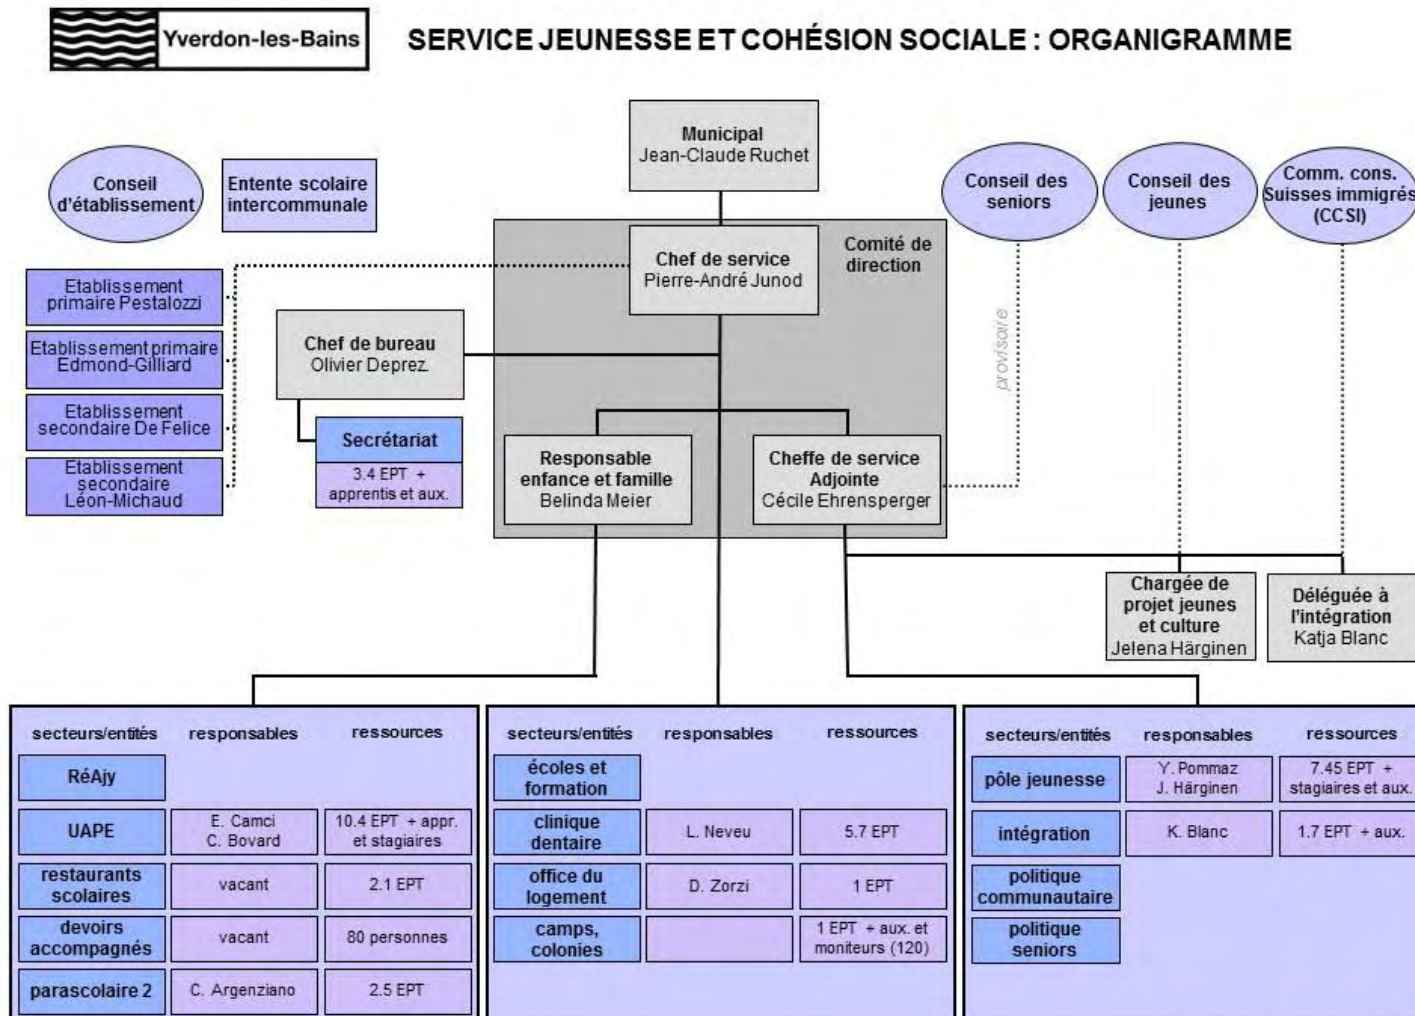 Yverdon-les-Bains
SERVICE JEUNESSE ET COHÉSION SOCIALE : ORGANIGRAMME
Municipal
Jean-Claude Ruchet
Conseil
d'établissement
Entente scolaire
intercommunale
Conseil des
seniors
Conseil des
jeunes
Comm. cons.
Suisses immigrés
(CCSI)
Chef de service
Pierre-André Junod
Comité de
direction
Etablissement
primaire Pestalozzi
Etablissement primaire
Edmond-Gilliard
Etablissement
secondaire De Felice
Etablissement
secondaire
Léon-Michaud
Chef de bureau
Olivier Deprez.
Secrétariat
3.4 EPT +
apprentis et aux.
provisoire
Responsable
enfance et famille
Belinda Meier
Cheffe de service
Adjointe
Cécile Ehrensperger
Chargée de
projet jeunes
et culture
Jelena Härginen
Déléguée à
l'intégration
Katja Blanc
secteurs/entités responsables ressources
RéAjy
UAPE
E. Camci
C. Bovard
10.4 EPT + appr.
et stagiaires
restaurants
scolaires
vacant
2.1 EPT
devoirs
accompagnés
vacant
80 personnes
parascolaire 2
C. Argenziano
2.5 EPT
secteurs/entités responsables ressources
écoles et
formation
clinique
dentaire
L. Neveu
5.7 EPT
office du
logement
D. Zorzi
1 EPT
camps,
colonies
1 EPT + aux. et
moniteurs (120)
secteurs/entités responsables ressources
pôle jeunesse
Y. Pommaz
J. Härginen
7.45 EPT +
stagiaires et aux.
intégration
K. Blanc
1.7 EPT + aux.
politique
communautaire
politique
seniors